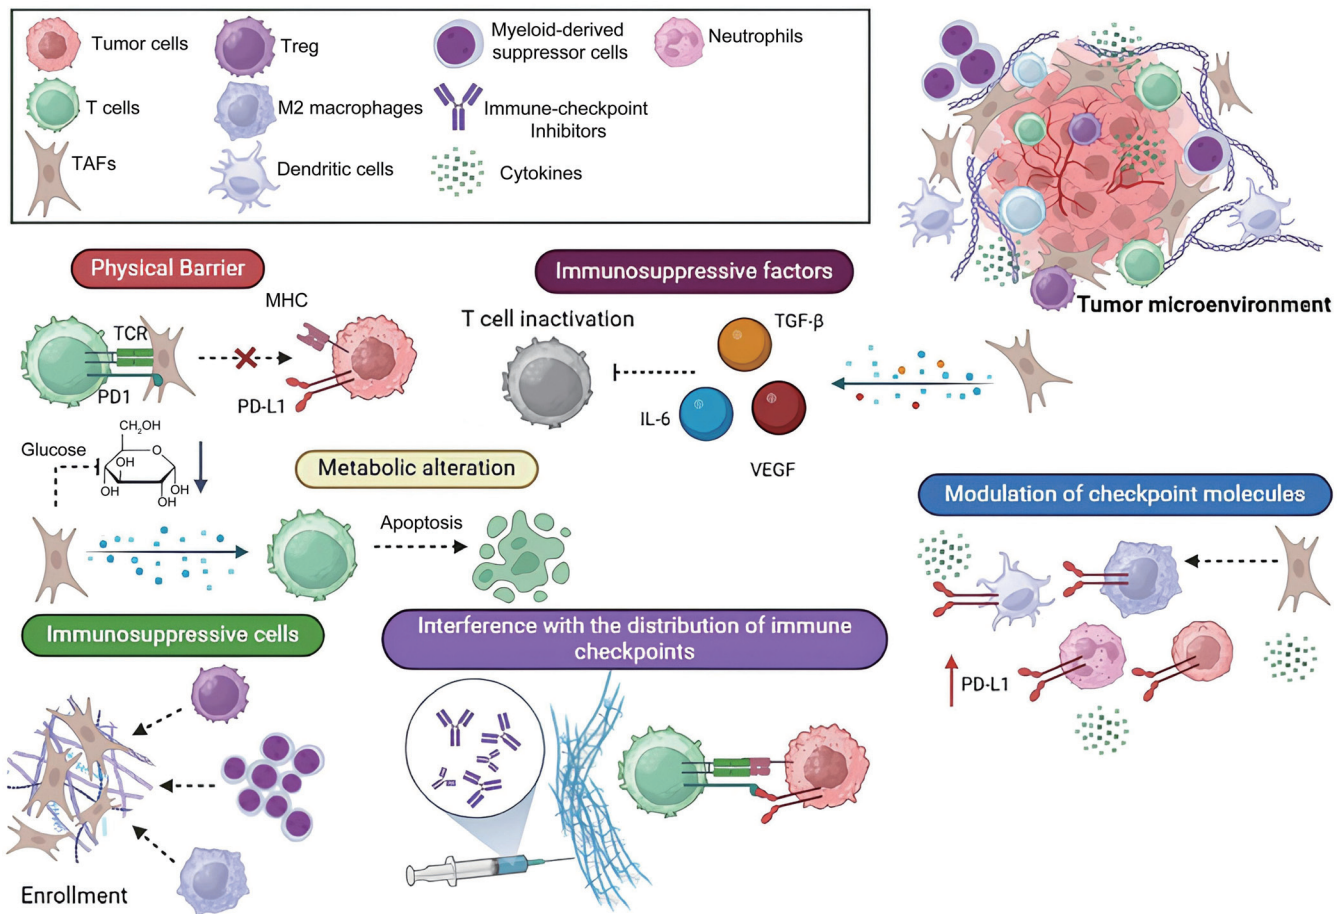 Tumor cells
Treg
Myeloid-derived
suppressor cells
Neutrophils
T cells
M2 macrophages
Immune-checkpoint
Inhibitors
TAFs
Dendritic cells
Cytokines
Tumor microenvironment
Physical Barrier
MHC
TCR
PD1
PD-L1
Immunosuppressive factors
T cell inactivation
TGF-β
IL-6
VEGF
Glucose
CH₂OH
O
OH
OH
OH
OH
Metabolic alteration
Apoptosis
Modulation of checkpoint molecules
PD-L1
Immunosuppressive cells
Enrollment
Interference with the distribution of immune
checkpoints